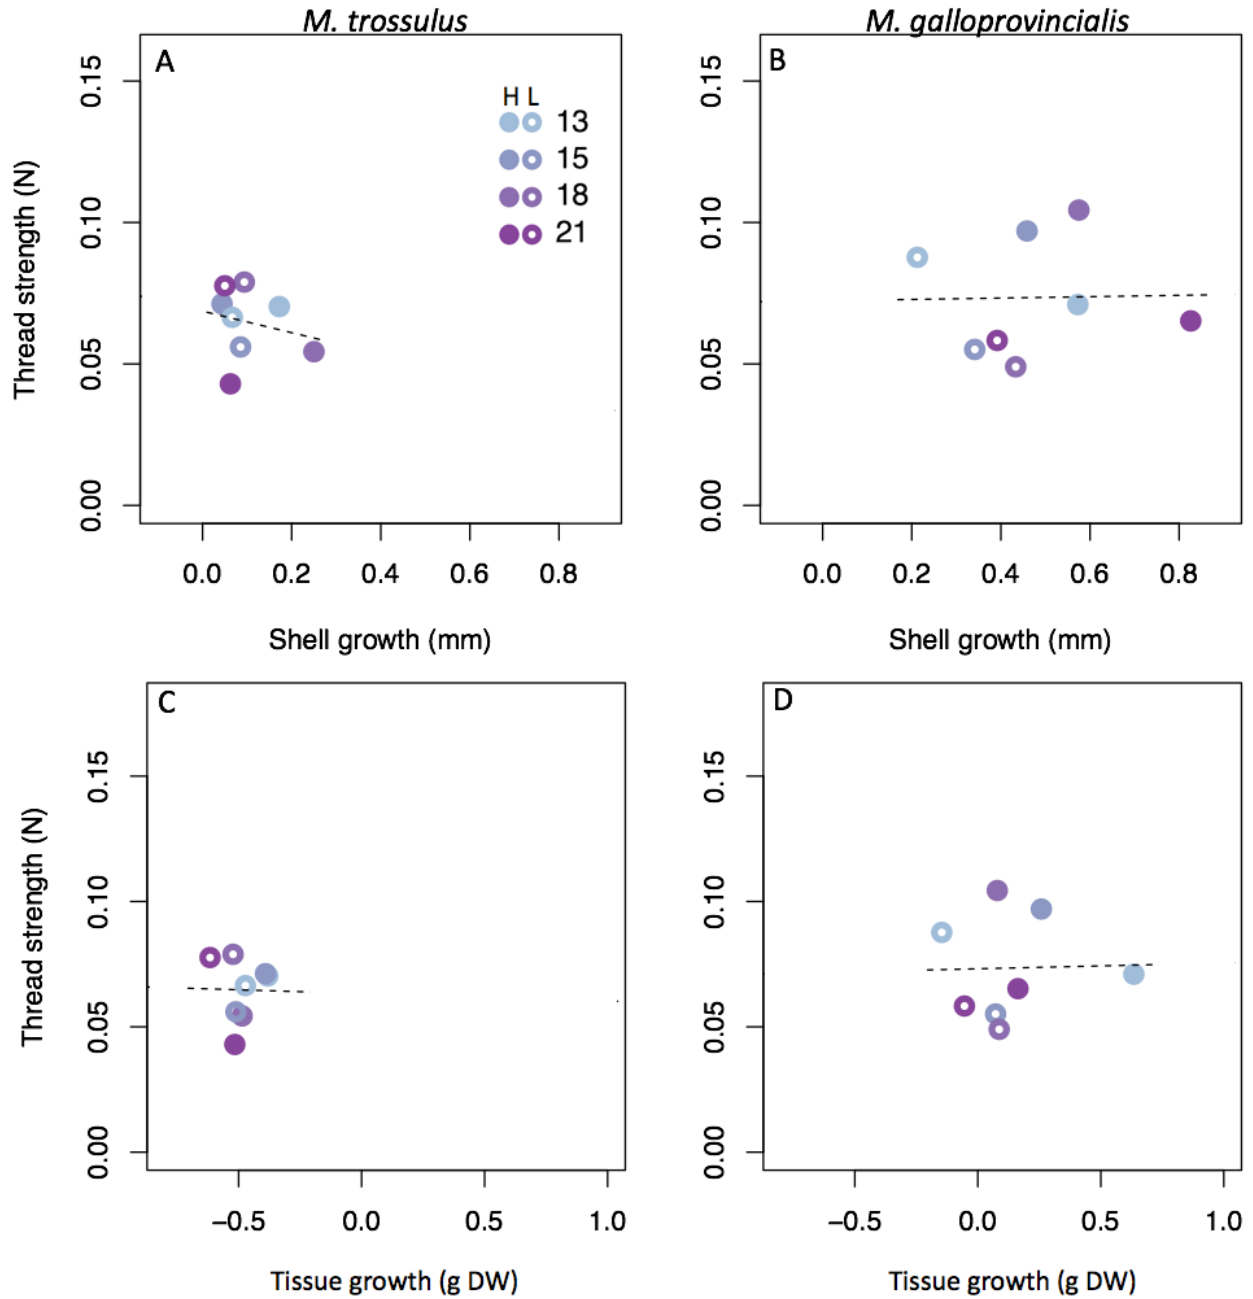 M. trossulus
M. galloprovincialis
A
H L
13
15
18
21
0.15
0.10
0.05
0.00
Thread strength (N)
0.0 0.2 0.4 0.6 0.8
Shell growth (mm)
B
0.15
0.10
0.05
0.00
0.0 0.2 0.4 0.6 0.8
Shell growth (mm)
C
0.15
0.10
0.05
0.00
Thread strength (N)
−0.5 0.0 0.5 1.0
Tissue growth (g DW)
D
0.15
0.10
0.05
0.00
−0.5 0.0 0.5 1.0
Tissue growth (g DW)